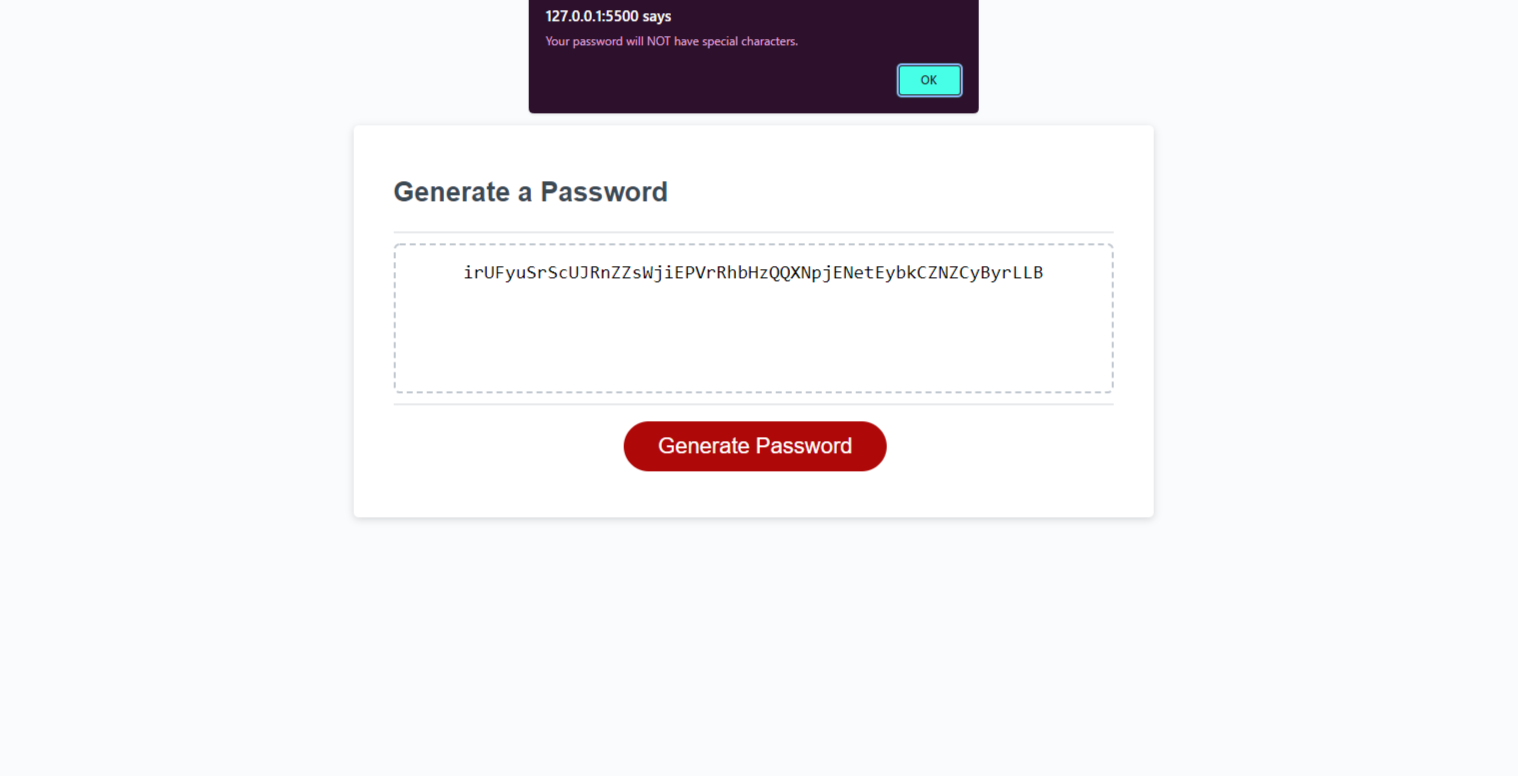 127.0.0.1:5500 says
Your password will NOT have special characters.
OK
Generate a Password
irUFyuSrScUJRnZZsWjiEPVrRhbHzQQXNpjENetEybkCZNZCyByrLLB
Generate Password